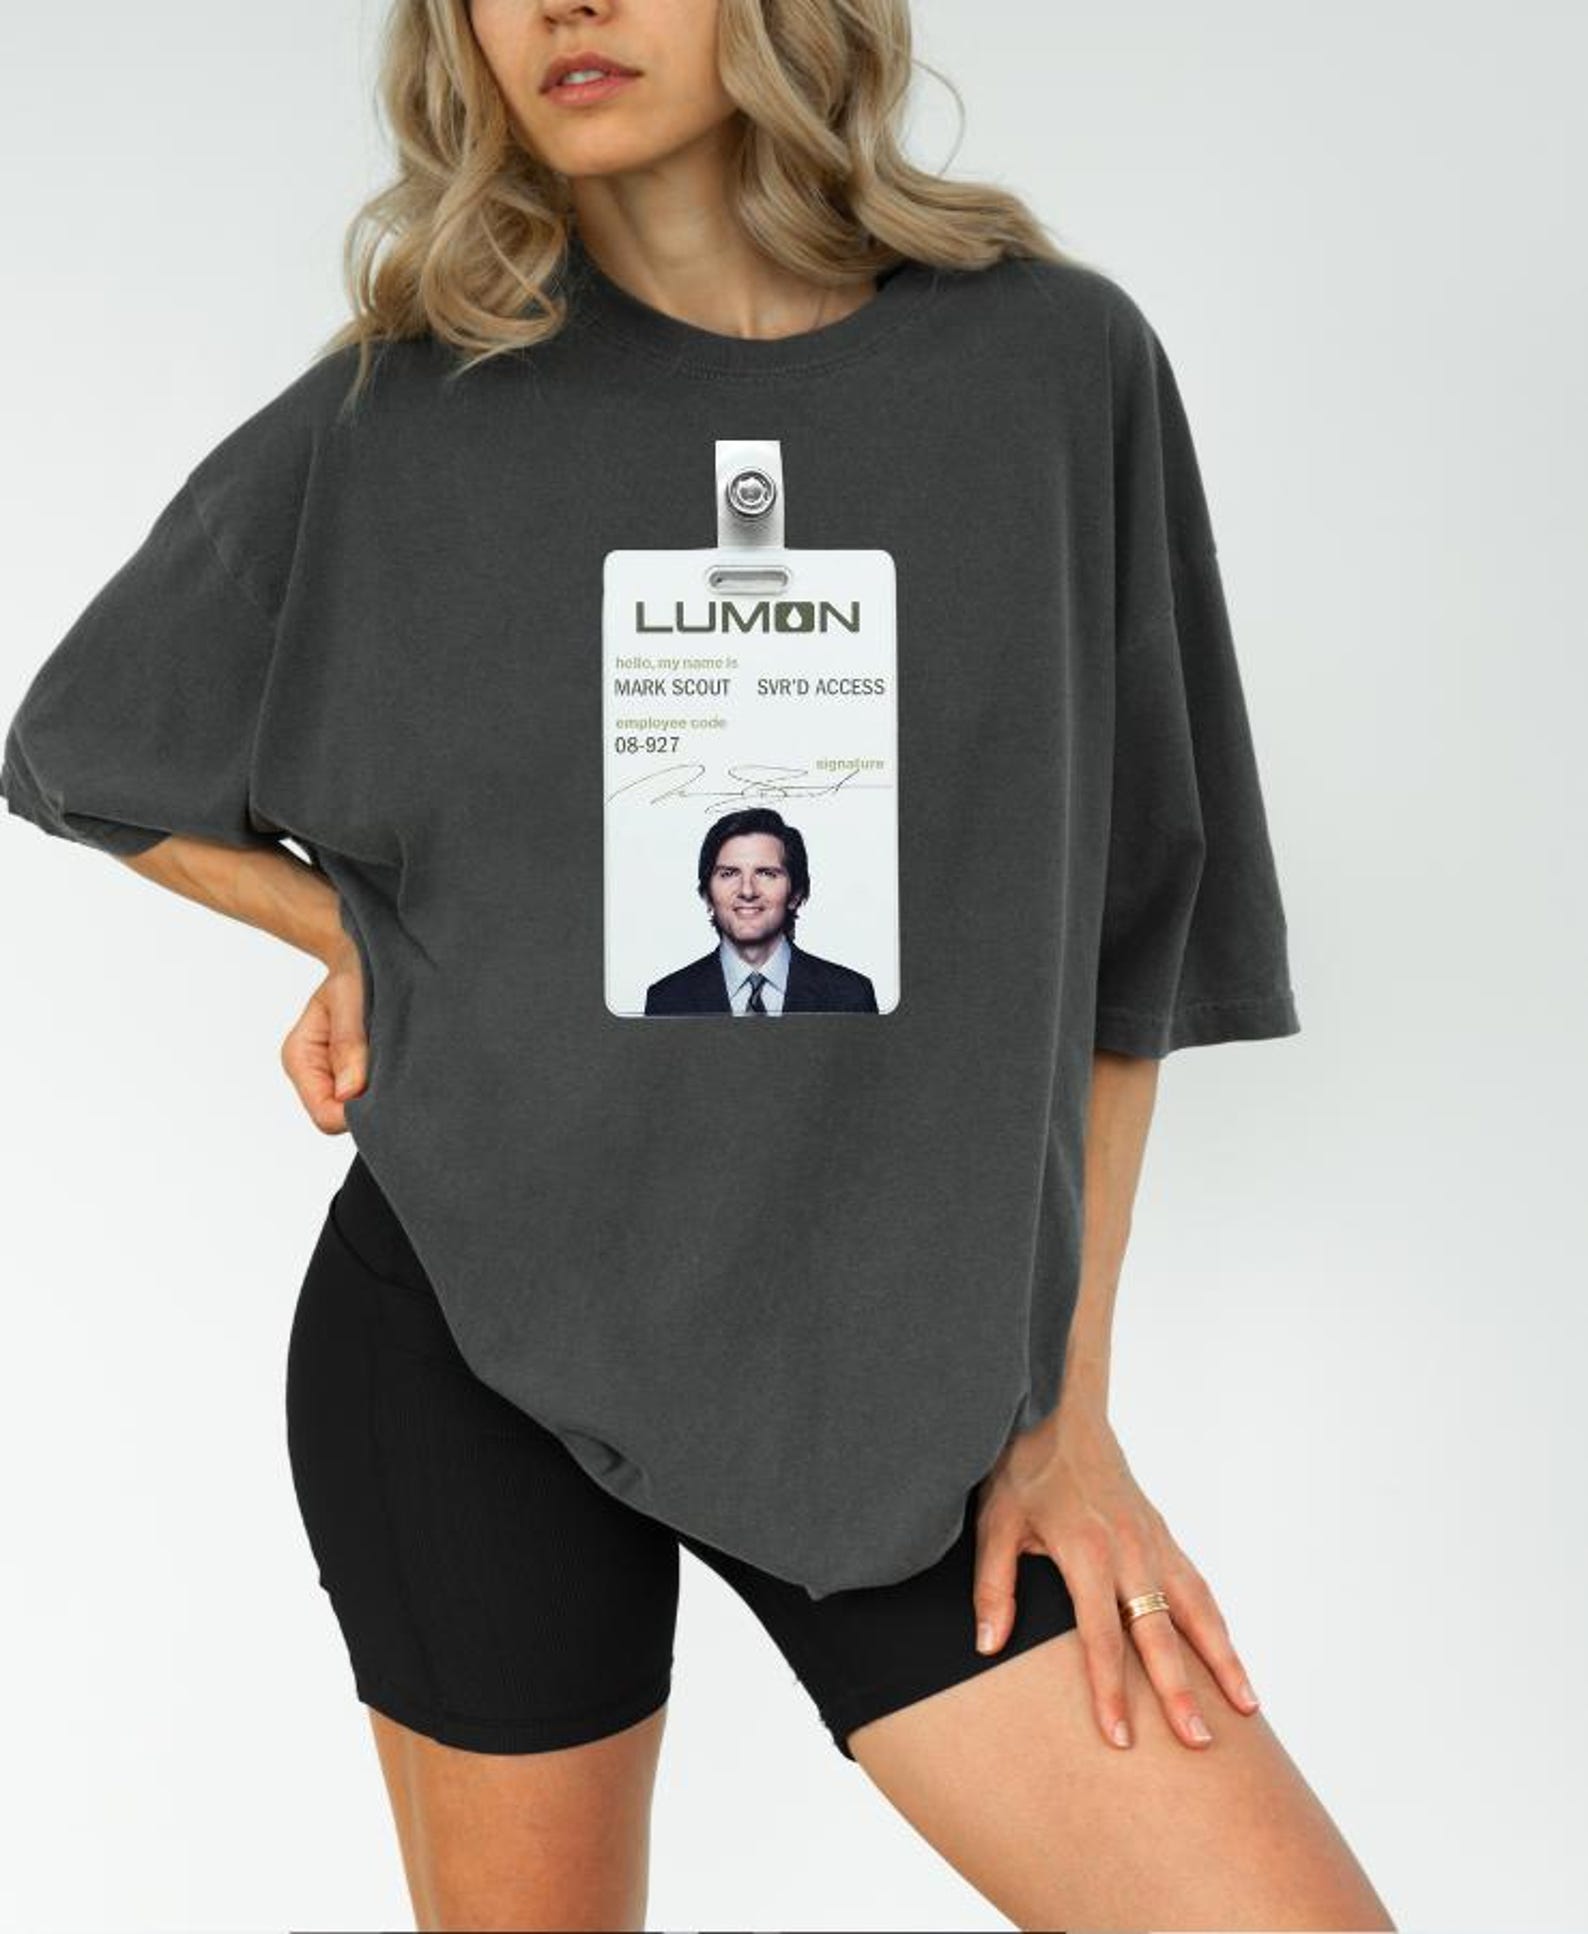 LUMON
hello, my name is
MARK SCOUT SVR'D ACCESS
employee code
08-927
signature